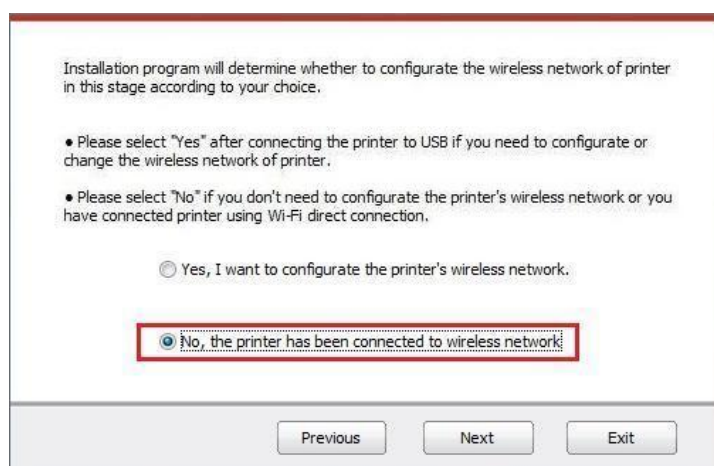 Installation program will determine whether to configurate the wireless network of printer
in this stage according to your choice.
● Please select "Yes" after connecting the printer to USB if you need to configurate or
change the wireless network of printer.
● Please select "No" if you don't need to configurate the printer's wireless network or you
have connected printer using Wi-Fi direct connection.
Yes, I want to configurate the printer's wireless network.
No, the printer has been connected to wireless network
Previous Next Exit